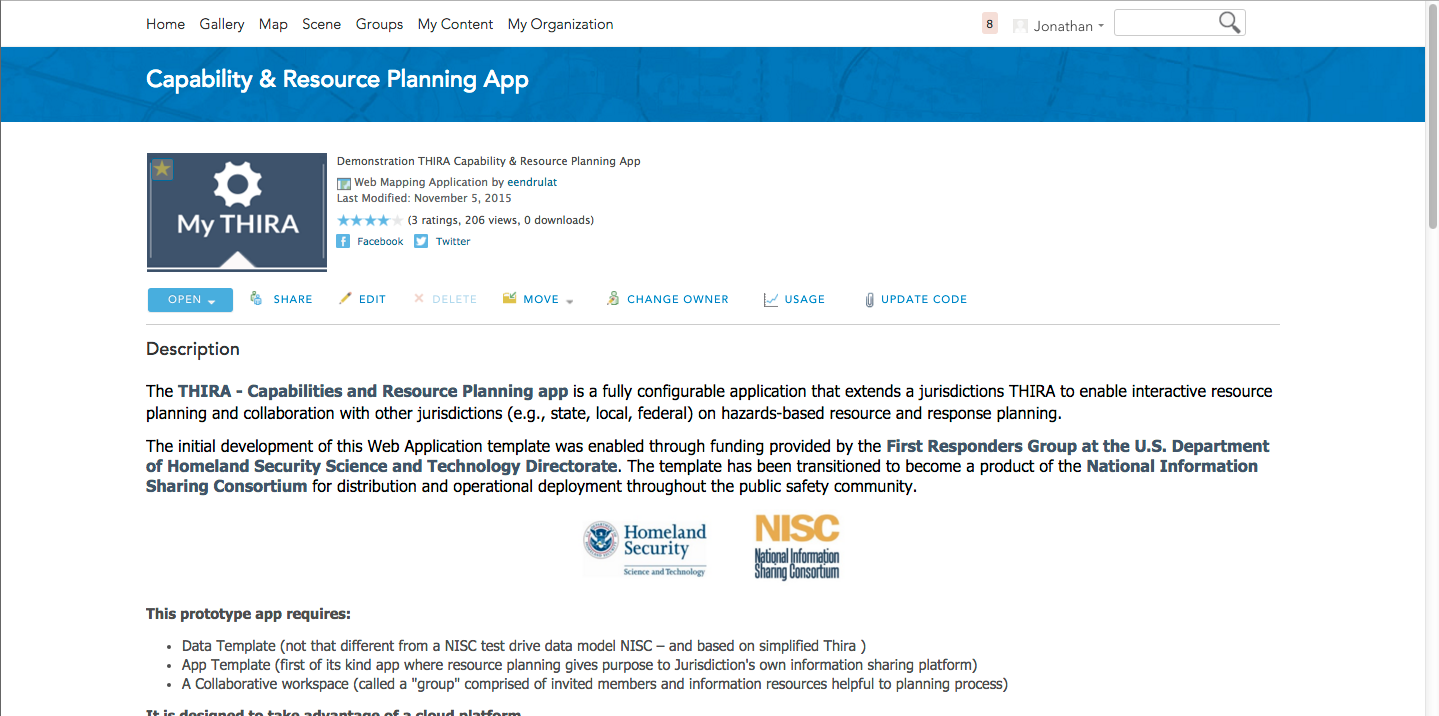 Home Gallery Map Scene Groups My Content My Organization 8 Jonathan
Capability & Resource Planning App
My THIRA
Demonstration THIRA Capability & Resource Planning App
Web Mapping Application by eendrulat
Last Modified: November 5, 2015
(3 ratings, 206 views, 0 downloads)
Facebook Twitter
OPEN SHARE EDIT DELETE MOVE CHANGE OWNER USAGE UPDATE CODE
Description
The THIRA - Capabilities and Resource Planning app is a fully configurable application that extends a jurisdictions THIRA to enable interactive resource
planning and collaboration with other jurisdictions (e.g., state, local, federal) on hazards-based resource and response planning.
The initial development of this Web Application template was enabled through funding provided by the First Responders Group at the U.S. Department
of Homeland Security Science and Technology Directorate. The template has been transitioned to become a product of the National Information
Sharing Consortium for distribution and operational deployment throughout the public safety community.
Homeland
Security
Science and Technology
NISC
National Information
Sharing Consortium
This prototype app requires:
• Data Template (not that different from a NISC test drive data model NISC – and based on simplified Thira )
• App Template (first of its kind app where resource planning gives purpose to Jurisdiction's own information sharing platform)
• A Collaborative workspace (called a "group" comprised of invited members and information resources helpful to planning process)
It is designed to take advantage of a cloud platform